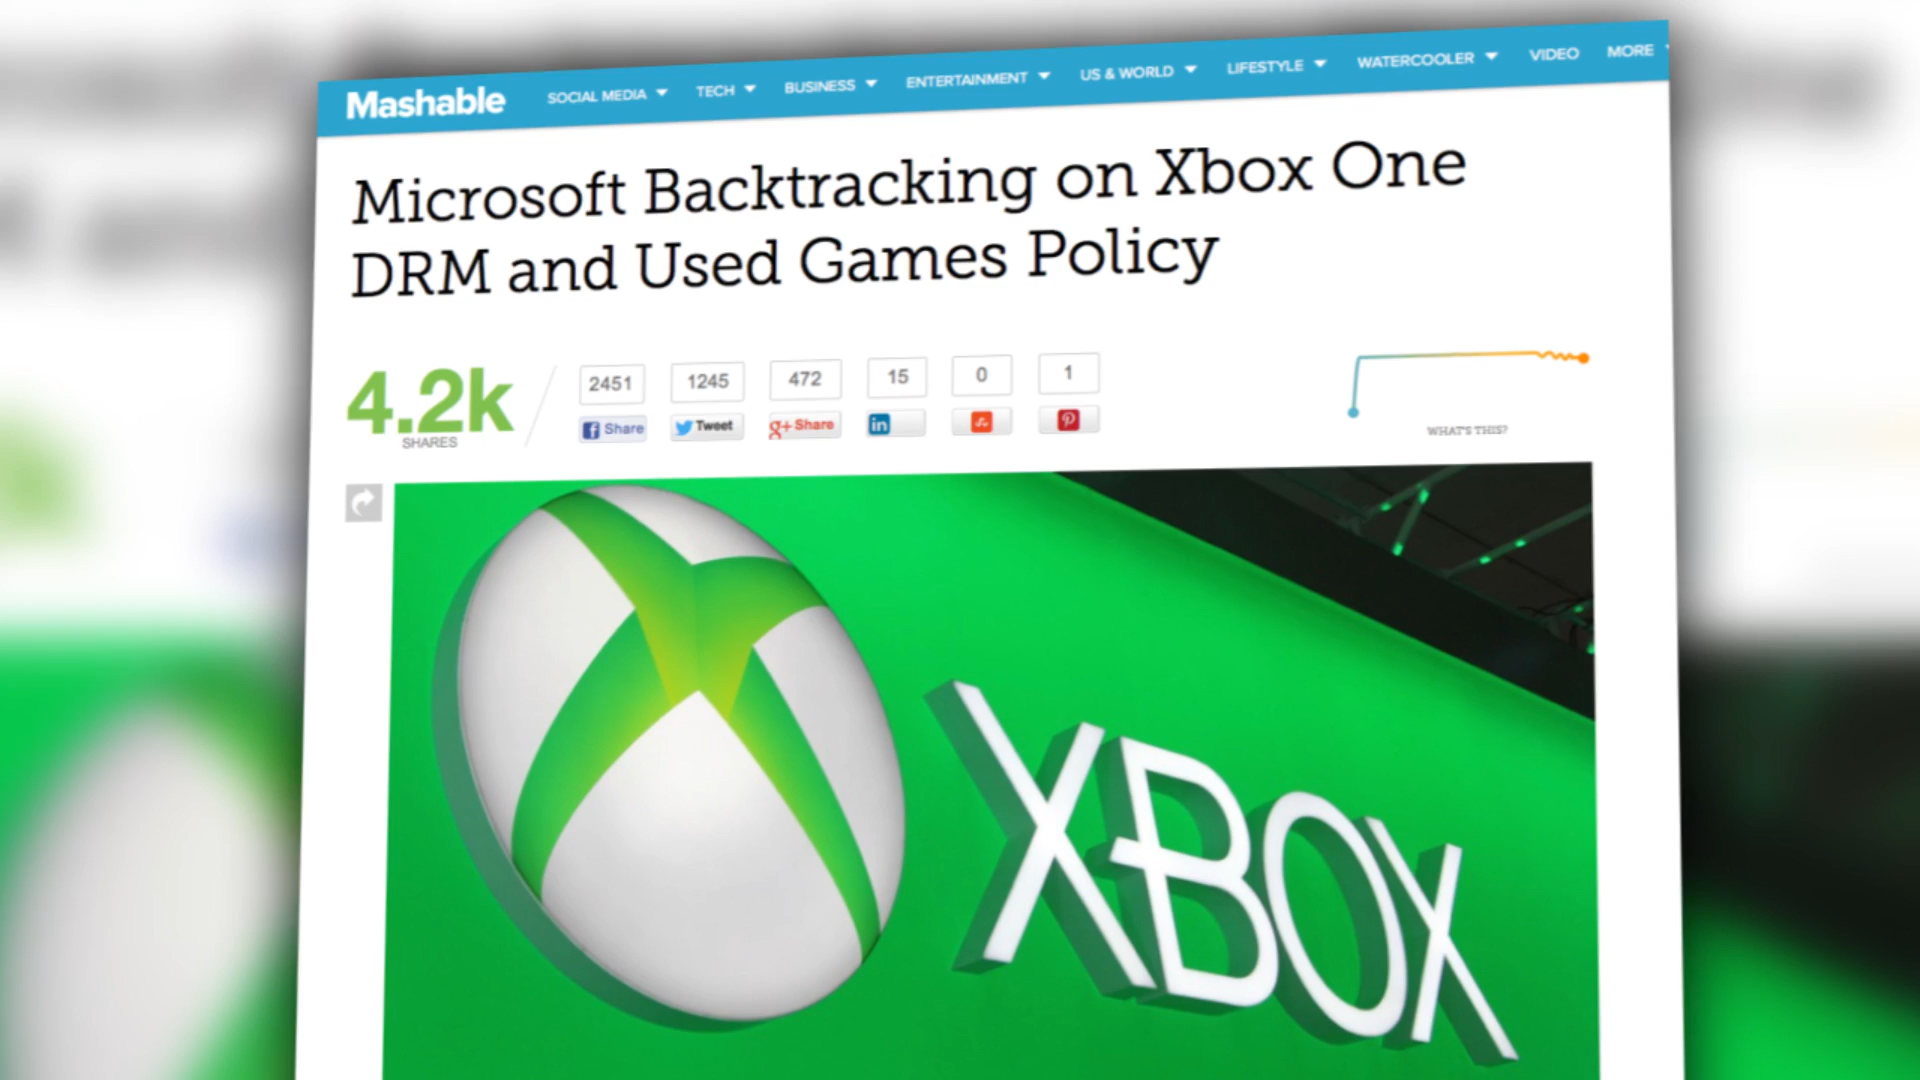 Mashable
SOCIAL MEDIA TECH BUSINESS ENTERTAINMENT US & WORLD LIFESTYLE WATERCOOLER VIDEO MORE
Microsoft Backtracking on Xbox One
DRM and Used Games Policy
4.2k
SHARES
2451 1245 472 15 0 1
Share Tweet g+ Share in
WHAT'S THIS?
XBOX